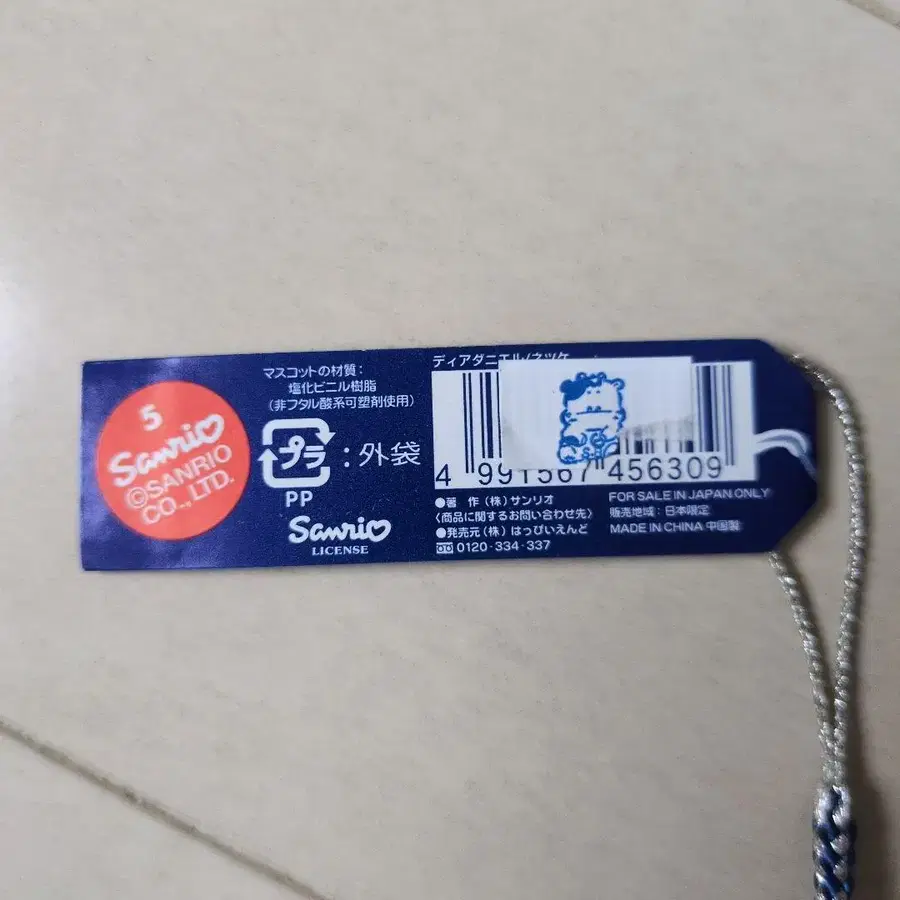 5
Sanrio
©SANRIO
CO., LTD.
マスコットの材質:
塩化ビニル樹脂
(非フタル酸系可塑剤使用)
プラ:外袋
PP
Sanrio
LICENSE
ディアダニエル/ネツケ
4 991567 456309
●著 作 (株) サンリオ
〈商品に関するお問い合わせ先〉
●発売元 (株) はっぴいえんど
0120-334-337
FOR SALE IN JAPAN ONLY
販売地域:日本限定
MADE IN CHINA 中国製